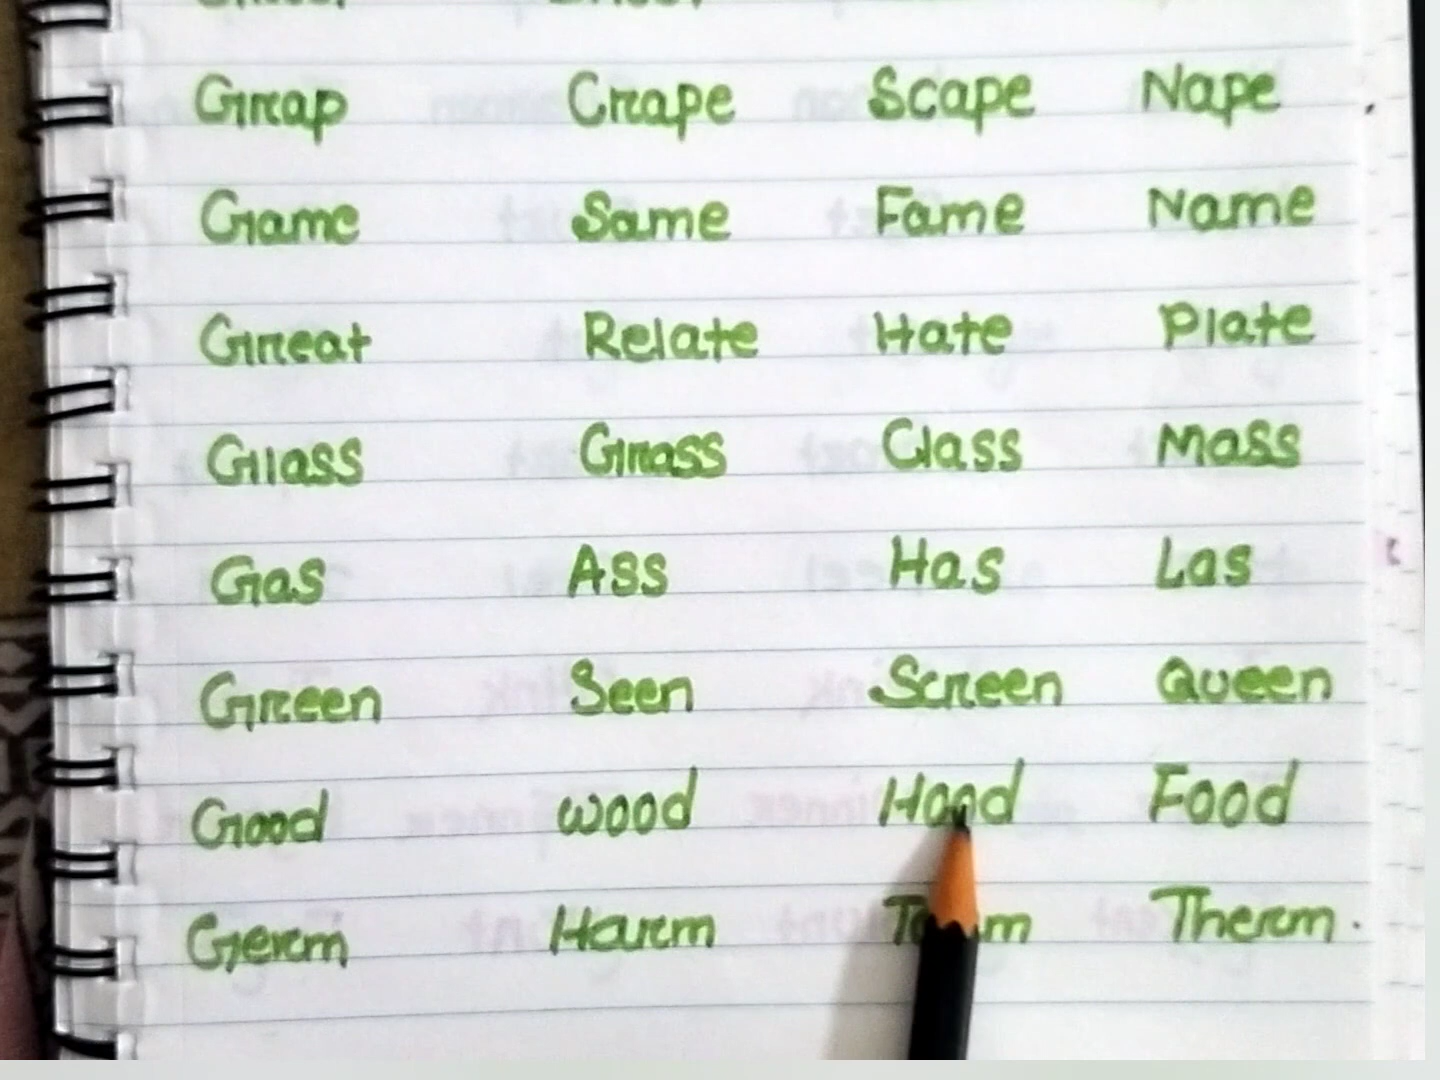 Grap Crape Scape Nape
Game Same Fame Name
Great Relate Hate Plate
Glass Grass Class Mass
Gas Ass Has Las
Green Seen Screen Queen
Good wood Hood Food
Germ Harm Therm.